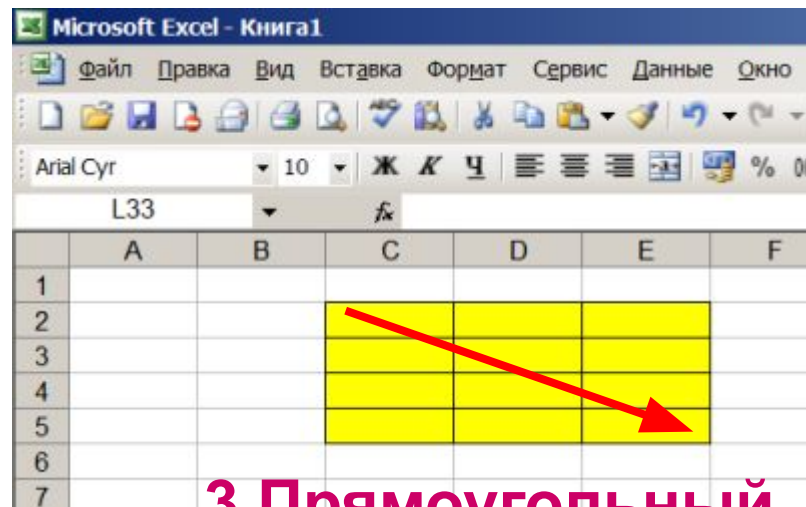 Microsoft Excel - Книга1
Файл Правка Вид Вставка Формат Сервис Данные Окно
Arial Cyr 10 Ж К Ч %
L33 fx
A B C D E F
1
2
3
4
5
6
7
3.Прямоугольный